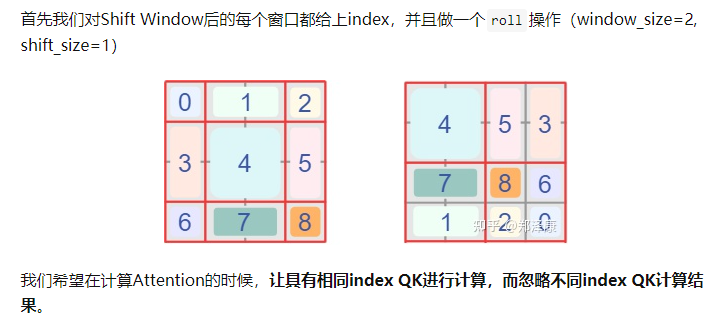 首先我们对Shift Window后的每个窗口都给上index，并且做一个 roll 操作（window_size=2,
shift_size=1）
0 1 2
3 4 5
6 7 8
4 5 3
7 8 6
1 2 0
知乎 @郑泽康
我们希望在计算Attention的时候，让具有相同index QK进行计算，而忽略不同index QK计算结
果。